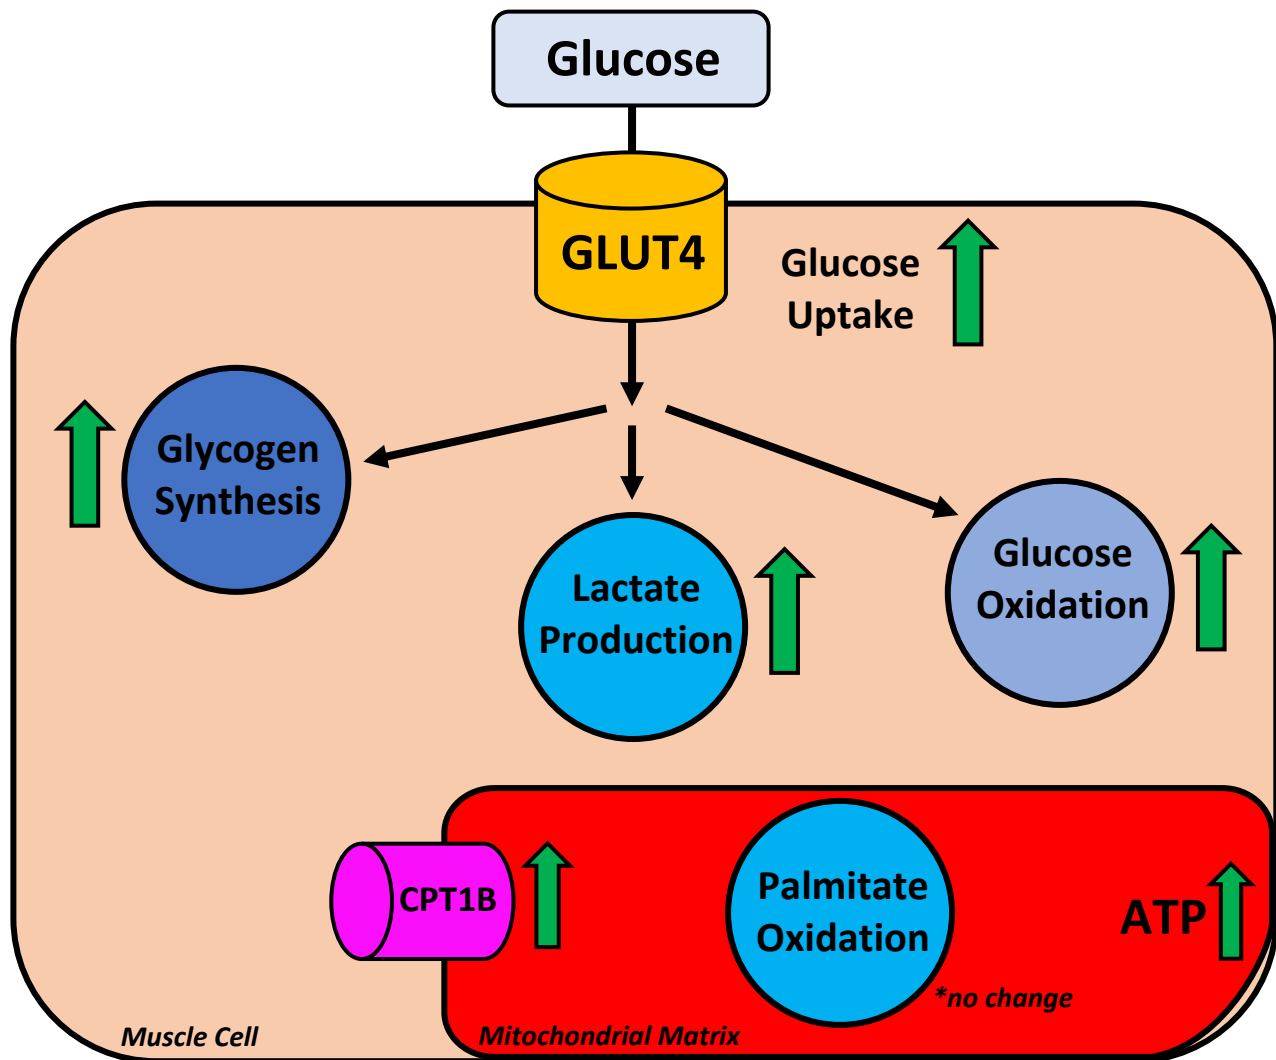 Glucose
GLUT4
Glucose
Uptake
Glycogen
Synthesis
Lactate
Production
Glucose
Oxidation
CPT1B
Palmitate
Oxidation
ATP
*no change
Muscle Cell
Mitochondrial Matrix